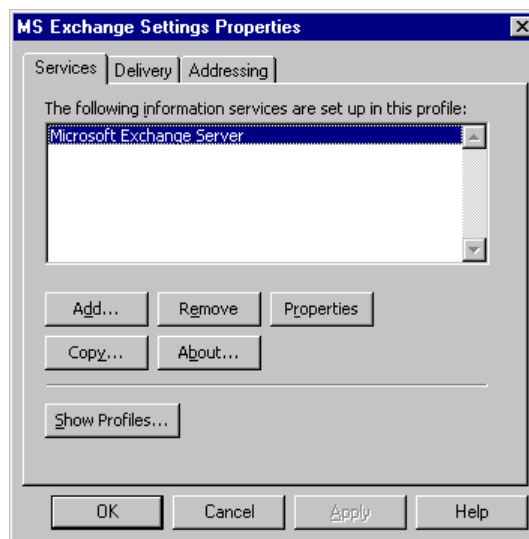 MS Exchange Settings Properties
Services Delivery Addressing
The following information services are set up in this profile:
Microsoft Exchange Server
Add... Remove Properties
Copy... About...
Show Profiles...
OK Cancel Apply Help